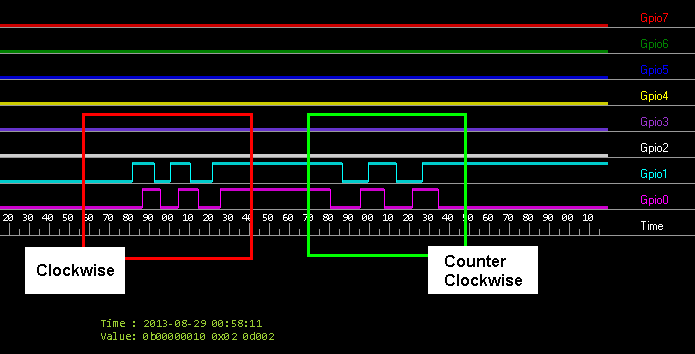 Gpio7
Gpio6
Gpio5
Gpio4
Gpio3
Gpio2
Gpio1
Gpio0
20 30 40 50 60 70 80 90 00 10 20 30 40 50 60 70 80 90 00 10 20 30 40 50 60 70 80 90 00 10
Time
Clockwise
Counter
Clockwise
Time : 2013-08-29 00:58:11
Value: 0b00000010 0x02 0d002